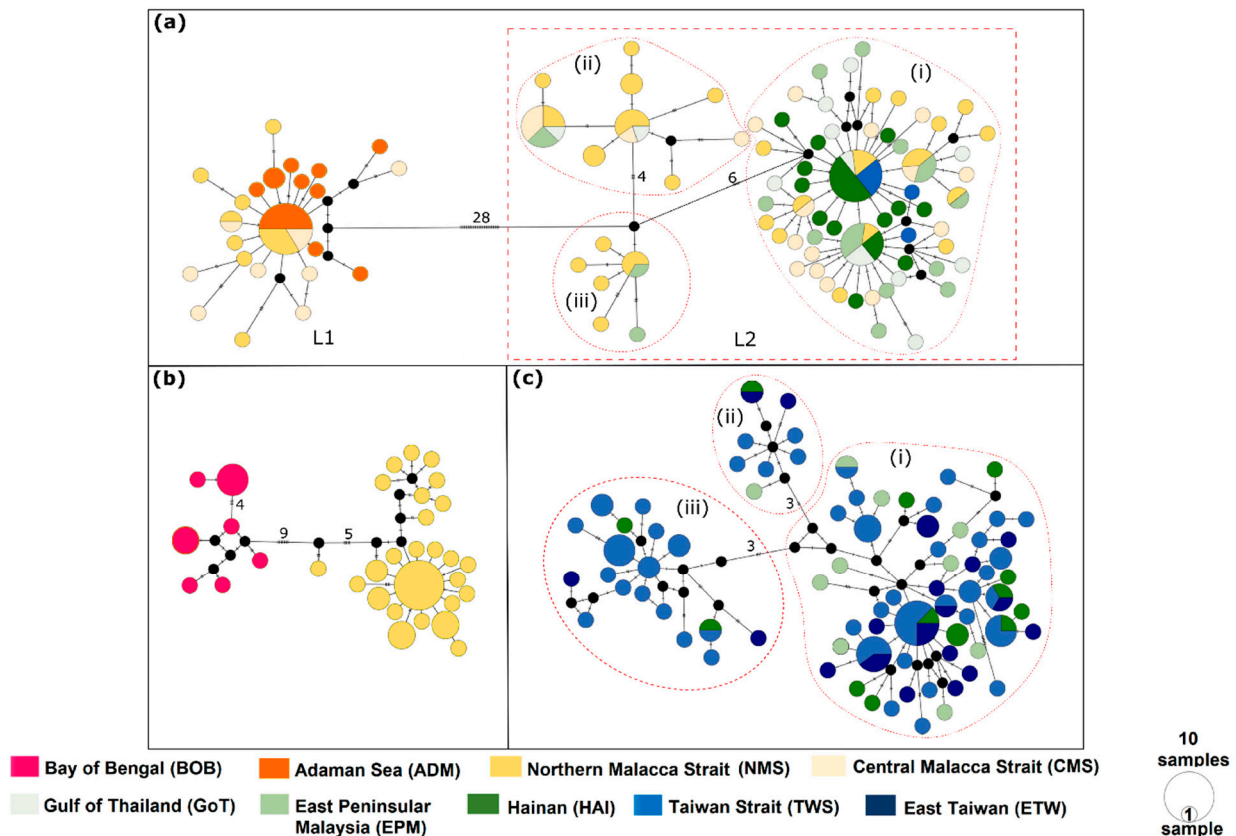 (a)
(ii)
(i)
4
6
28
(iii)
L1
L2
(b)
(c)
(ii)
(i)
4
9
5
3
(iii)
3
Bay of Bengal (BOB)
Adaman Sea (ADM)
Northern Malacca Strait (NMS)
Central Malacca Strait (CMS)
Gulf of Thailand (GoT)
East Peninsular
Malaysia (EPM)
Hainan (HAI)
Taiwan Strait (TWS)
East Taiwan (ETW)
10
samples
1
sample